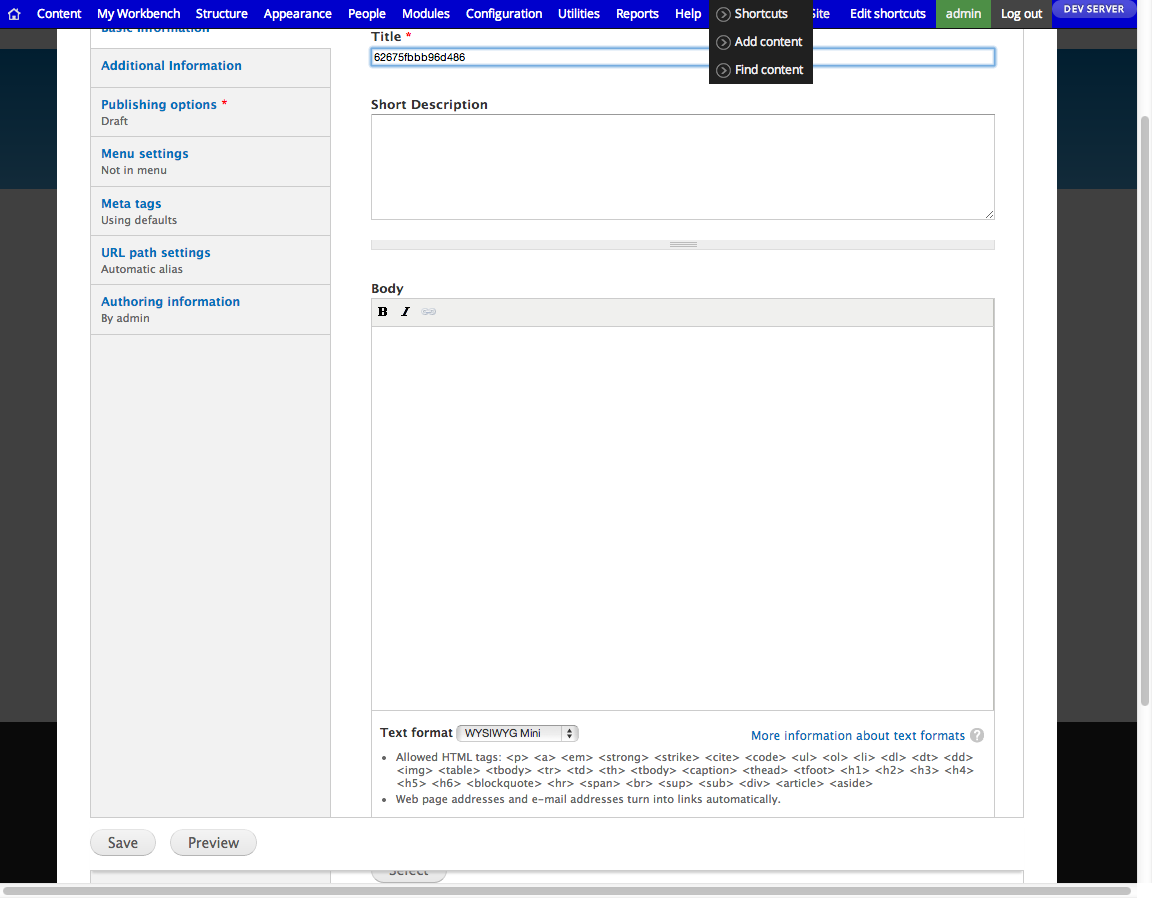 Content My Workbench Structure Appearance People Modules Configuration Utilities Reports Help Shortcuts Site Edit shortcuts admin Log out DEV SERVER
Add content
Find content
Basic Information
Additional Information
Publishing options *
Draft
Menu settings
Not in menu
Meta tags
Using defaults
URL path settings
Automatic alias
Authoring information
By admin
Title *
62675fbbb96d486
Short Description
Body
B I
Text format WYSIWYG Mini More information about text formats ?
• Allowed HTML tags: <p> <a> <em> <strong> <strike> <cite> <code> <ul> <ol> <li> <dl> <dt> <dd>
<img> <table> <tbody> <tr> <td> <th> <tbody> <caption> <thead> <tfoot> <h1> <h2> <h3> <h4>
<h5> <h6> <blockquote> <hr> <span> <br> <sup> <sub> <div> <article> <aside>
• Web page addresses and e-mail addresses turn into links automatically.
Save Preview
Select